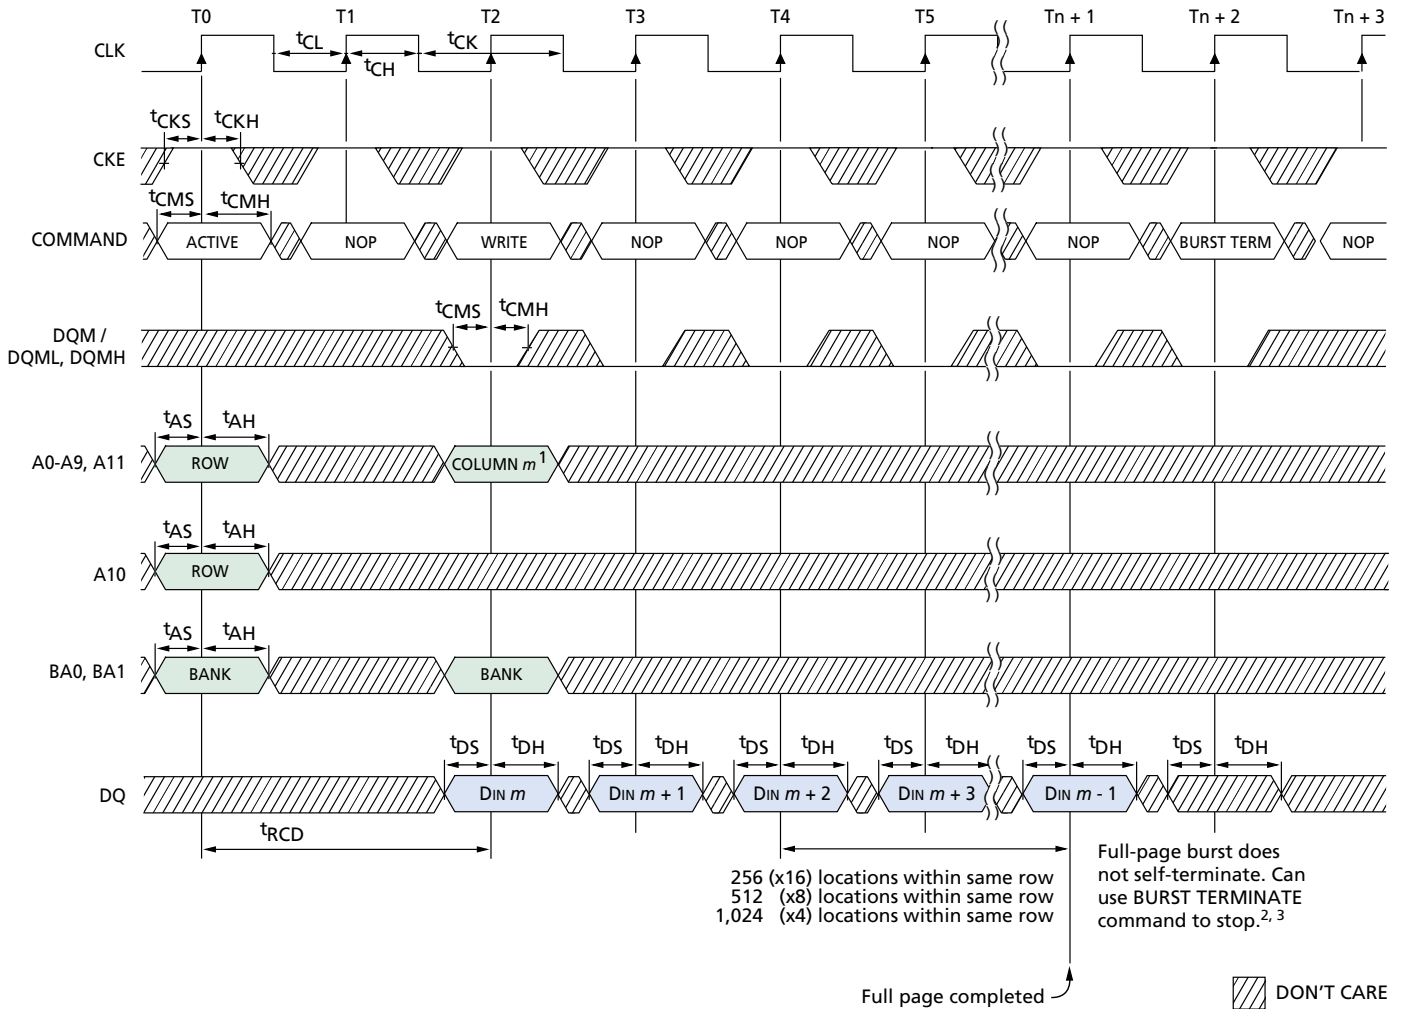 T0 T1 T2 T3 T4 T5 Tn + 1 Tn + 2 Tn + 3
CLK
tCL tCH tCK
tCKS tCKH
CKE
tCMS tCMH
COMMAND ACTIVE NOP WRITE NOP NOP NOP NOP BURST TERM NOP
tCMS tCMH
DQM /
DQML, DQMH
tAS tAH
A0-A9, A11 ROW COLUMN m1
tAS tAH
A10 ROW
tAS tAH
BA0, BA1 BANK BANK
tDS tDH tDS tDH tDS tDH tDS tDH tDS tDH tDS tDH
DQ DIN m DIN m + 1 DIN m + 2 DIN m + 3 DIN m - 1
tRCD
256 (x16) locations within same row
512 (x8) locations within same row
1,024 (x4) locations within same row
Full-page burst does
not self-terminate. Can
use BURST TERMINATE
command to stop.2, 3
Full page completed
DON'T CARE